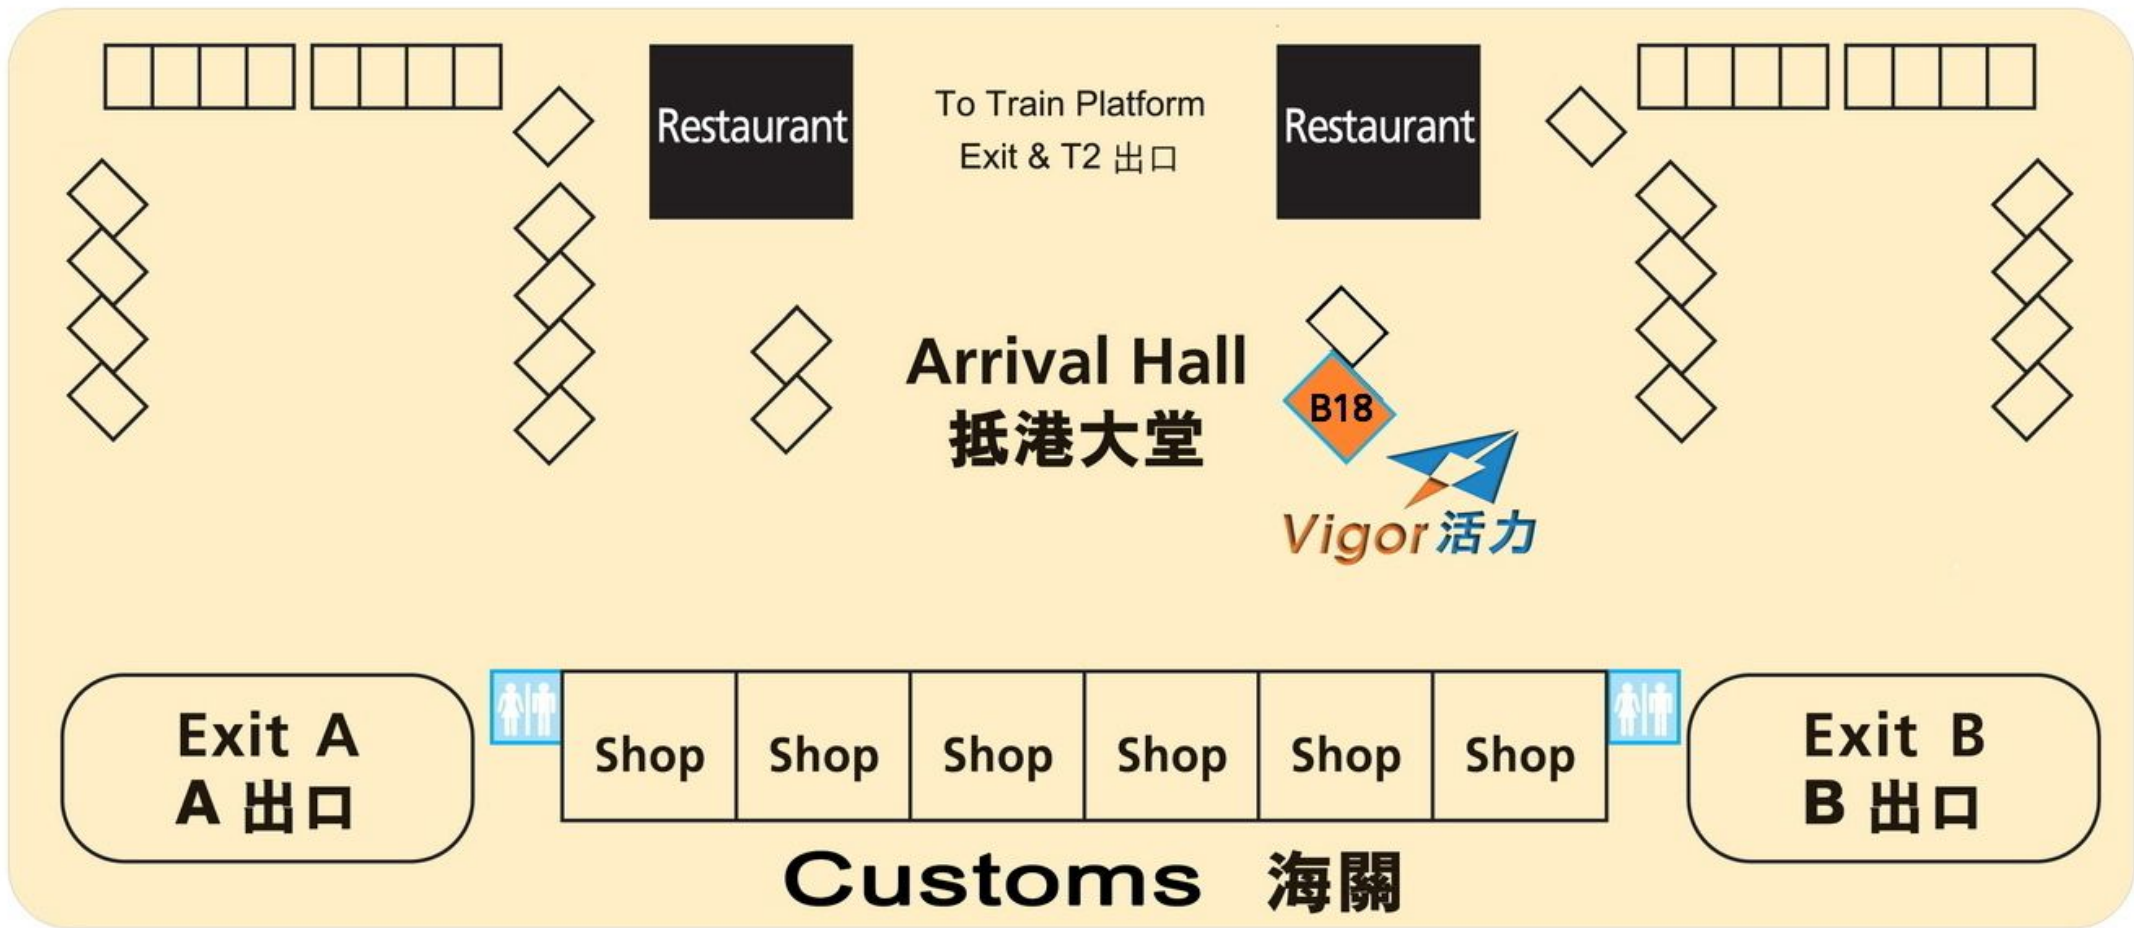 Restaurant
To Train Platform
Exit & T2 出口
Restaurant
Arrival Hall
抵港大堂
B18
Vigor 活力
Exit A
A 出口
Shop
Shop
Shop
Shop
Shop
Shop
Exit B
B 出口
Customs 海關